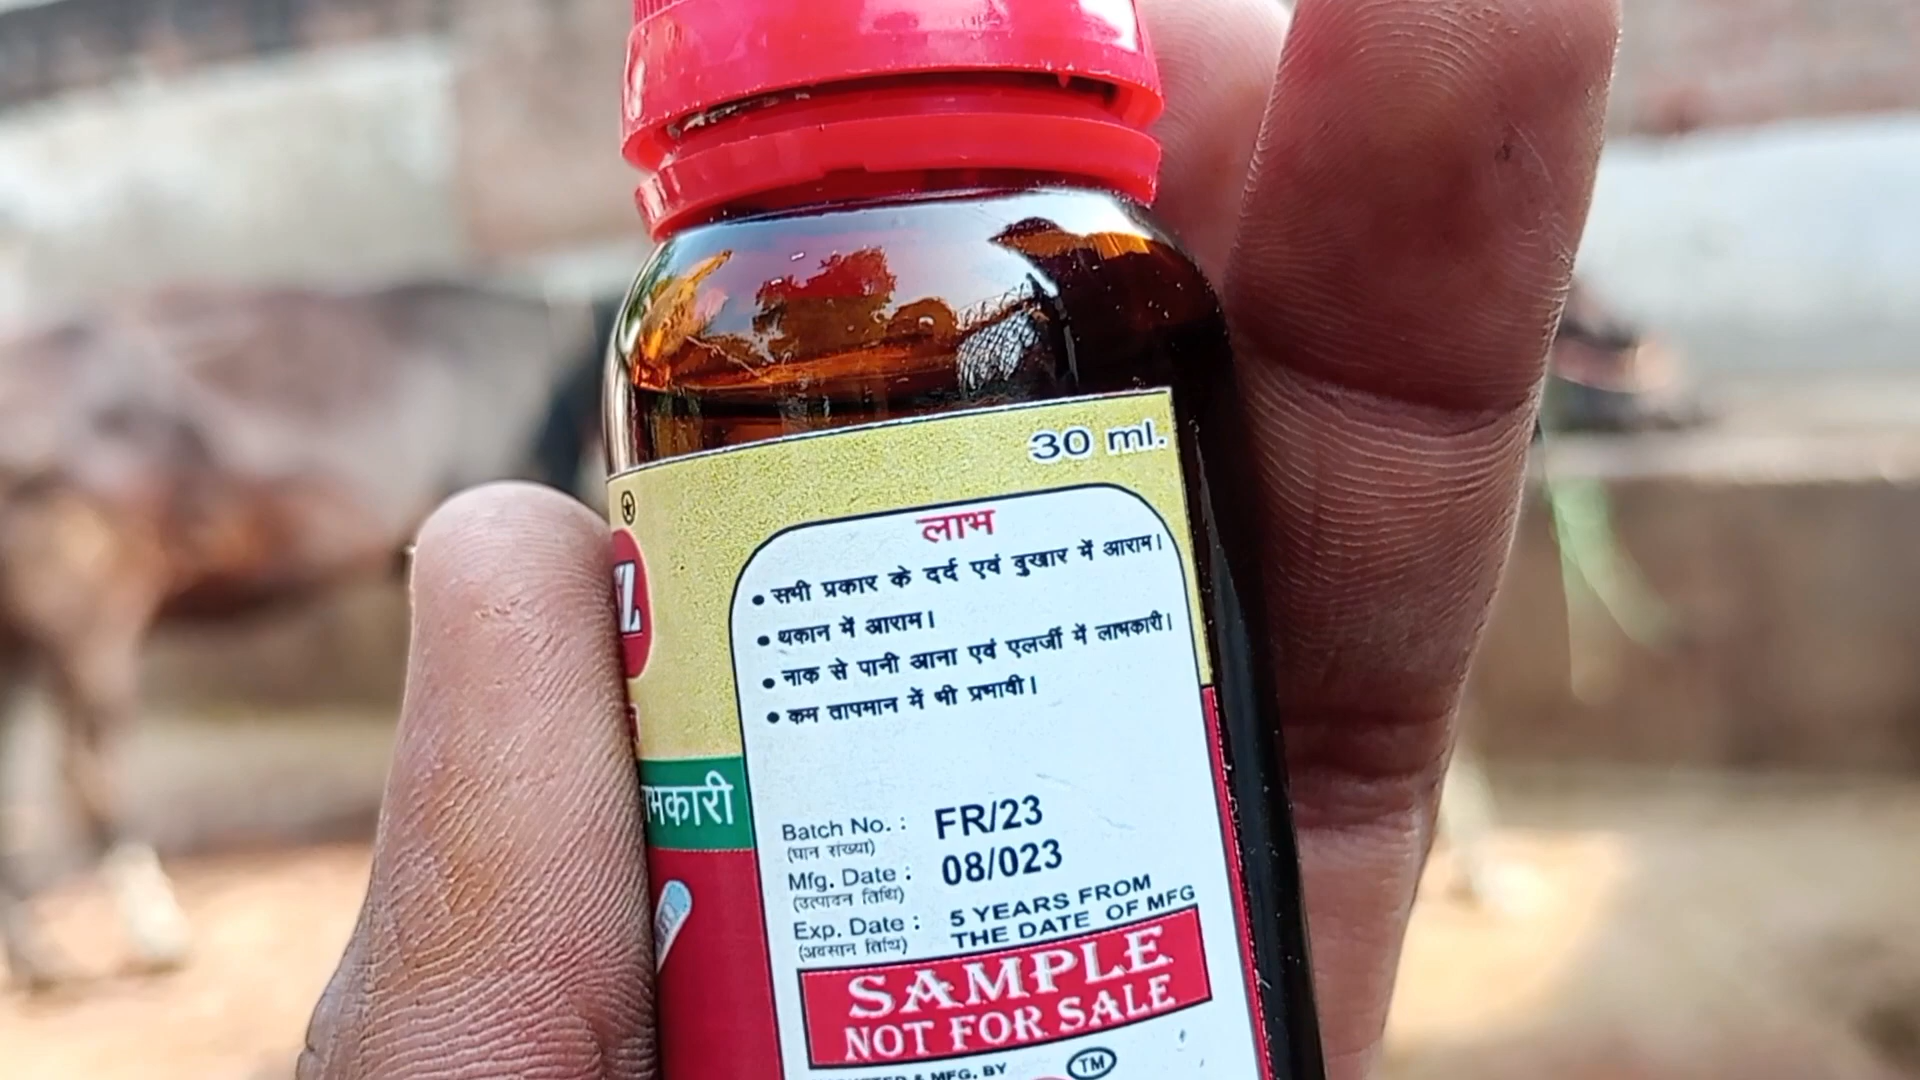 30 ml.
लाभ
• सभी प्रकार के दर्द एवं बुखार में आराम।
• थकान में आराम।
• नाक से पानी आना एवं एलर्जी में लाभकारी।
• कम तापमान में भी प्रभावी।
Batch No. : FR/23
(घान संख्या)
Mfg. Date : 08/023
(उत्पादन तिथि)
Exp. Date : 5 YEARS FROM
(अवसान तिथि) THE DATE OF MFG
SAMPLE
NOT FOR SALE
& MFG. BY
TM